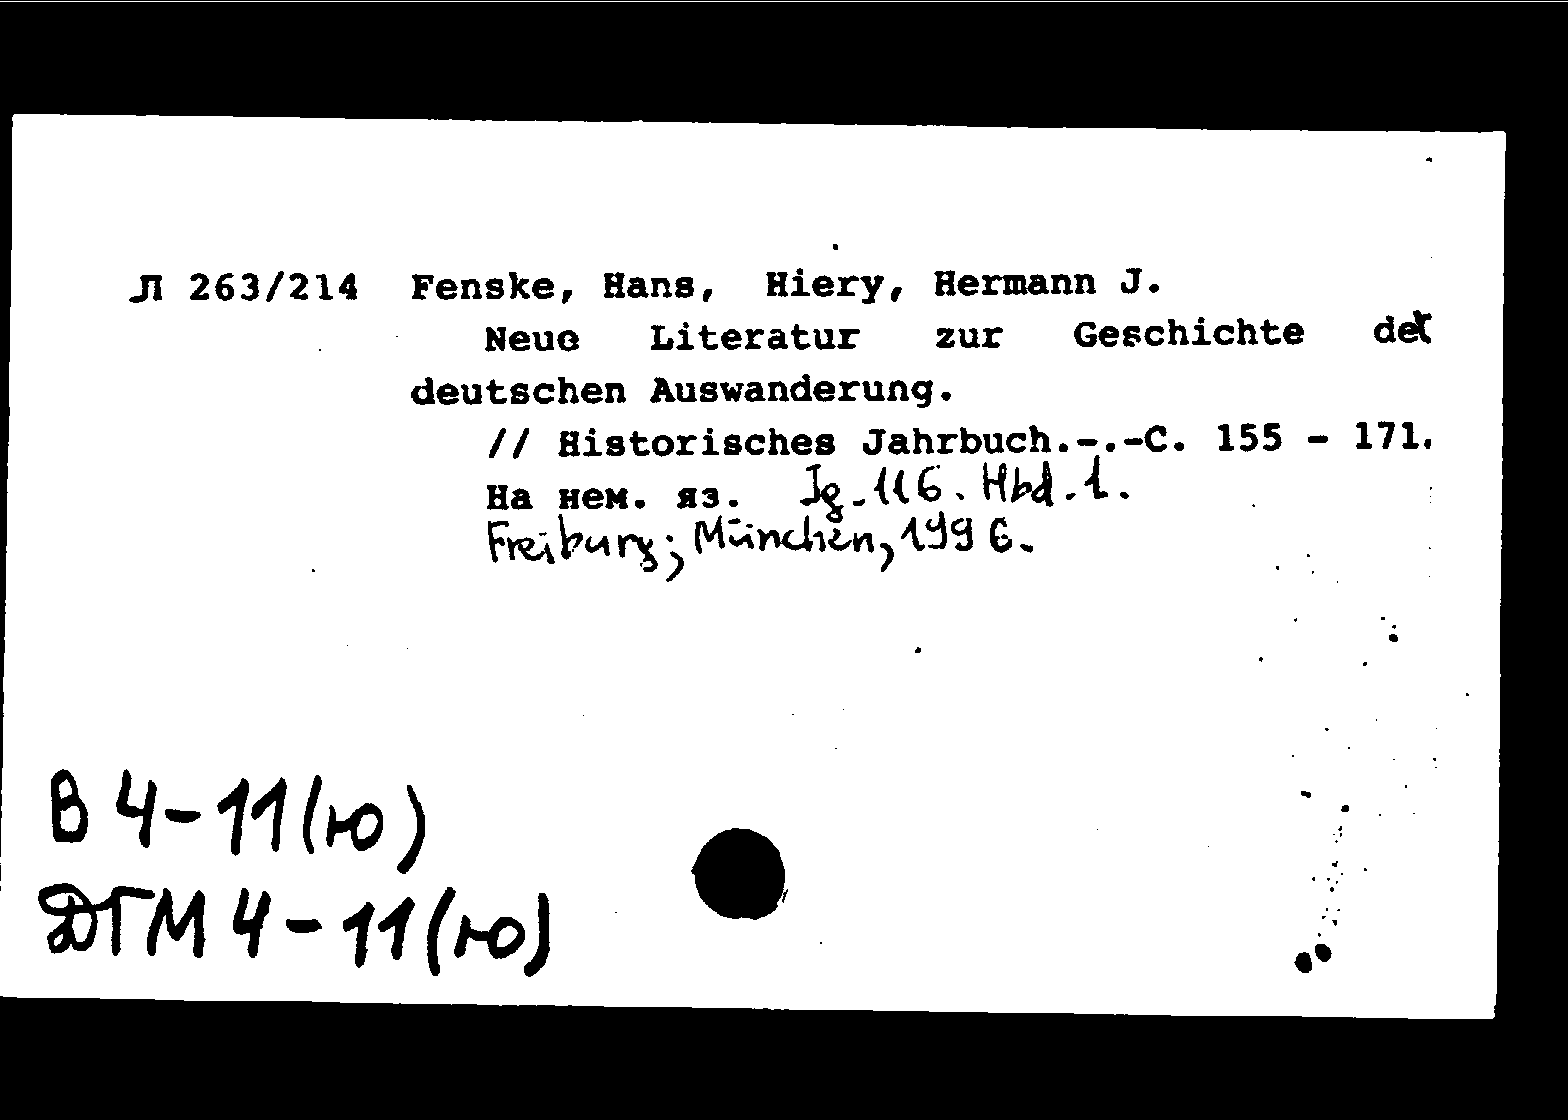 Л 263/214 Fenske, Hans, Hiery, Hermann J.
Neue Literatur zur Geschichte der
deutschen Auswanderung.
// Historisches Jahrbuch.-.-С. 155 - 171.
На нем. яз. Jg. 116. Hbd. 1.
Freiburg; München, 1996.
В 4-11(ю)
ДГМ 4-11(ю)